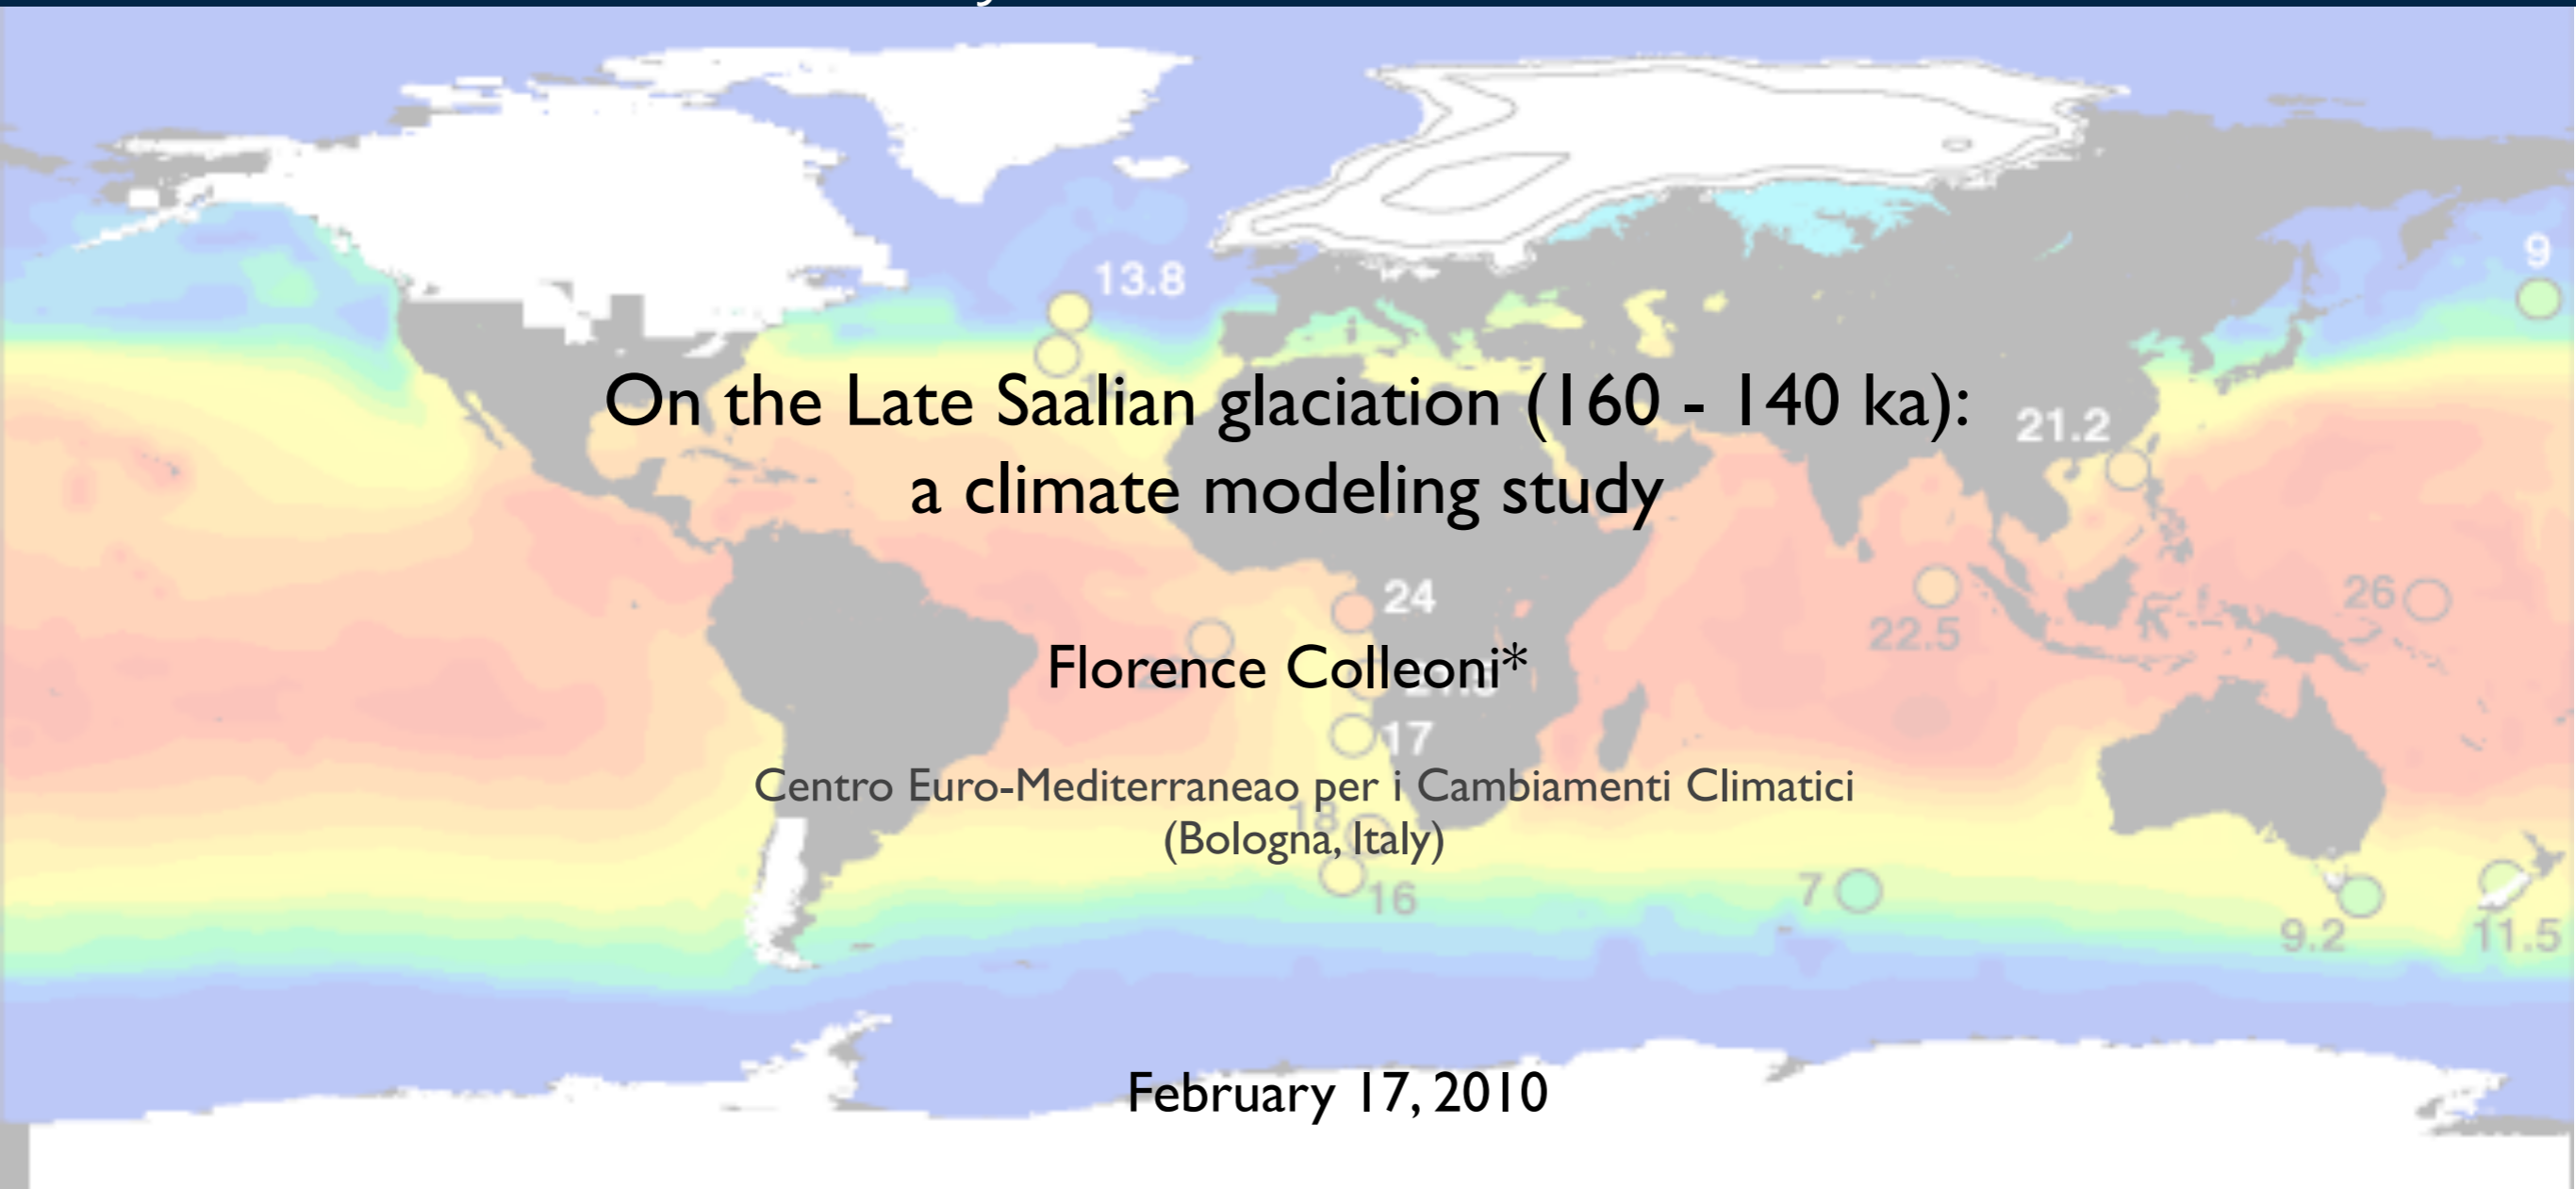 13.8
9
On the Late Saalian glaciation (160 - 140 ka):
21.2
a climate modeling study
24
26
22.5
Florence Colleoni*
17
Centro Euro-Mediterraneao per i Cambiamenti Climatici
18
(Bologna, Italy)
16
7
9.2
11.5
February 17, 2010